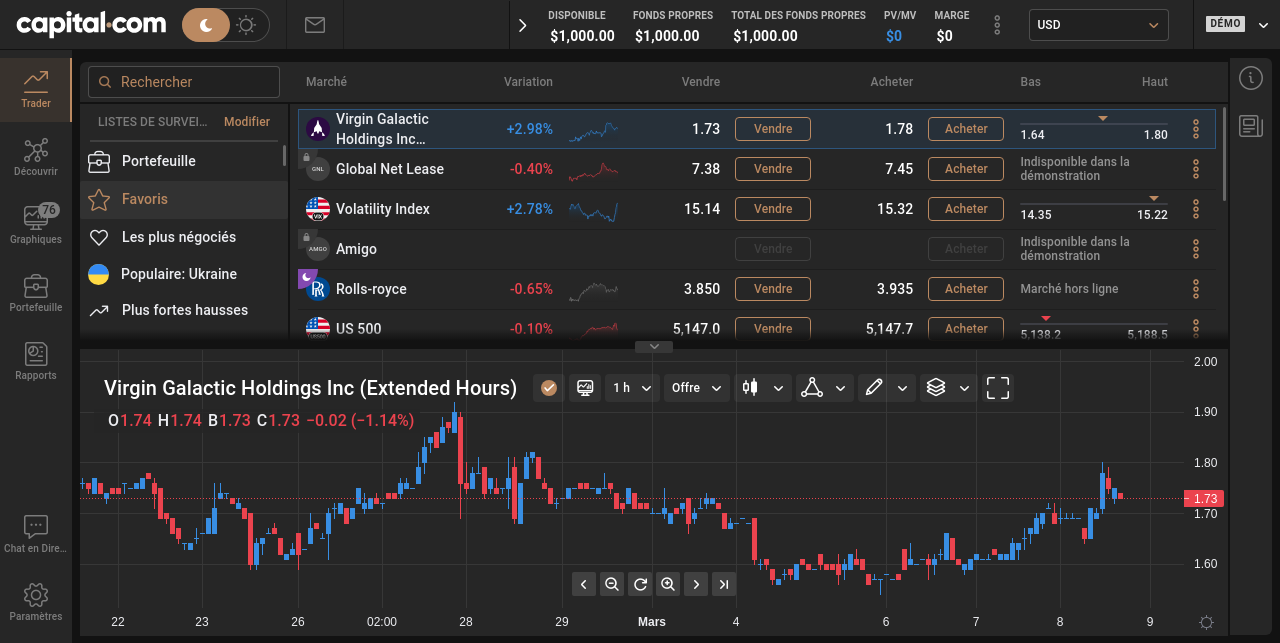 capital.com
DISPONIBLE FONDS PROPRES TOTAL DES FONDS PROPRES PV/MV MARGE
$1,000.00 $1,000.00 $1,000.00 $0 $0
USD
DÉMO
Trader
Découvrir
76
Graphiques
Portefeuille
Rapports
Chat en Dire...
Paramètres
Rechercher
LISTES DE SURVEI... Modifier
Portefeuille
Favoris
Les plus négociés
Populaire: Ukraine
Plus fortes hausses
Marché Variation Vendre Acheter Bas Haut
Virgin Galactic
Holdings Inc... +2.98% 1.73 Vendre 1.78 Acheter 1.64 1.80
GNL Global Net Lease -0.40% 7.38 Vendre 7.45 Acheter Indisponible dans la
démonstration
VIX Volatility Index +2.78% 15.14 Vendre 15.32 Acheter 14.35 15.22
AMGO Amigo Vendre Acheter Indisponible dans la
démonstration
Rolls-royce -0.65% 3.850 Vendre 3.935 Acheter Marché hors ligne
US 500 -0.10% 5,147.0 Vendre 5,147.7 Acheter 5,138.2 5,188.5
Virgin Galactic Holdings Inc (Extended Hours) 1 h Offre
O1.74 H1.74 B1.73 C1.73 −0.02 (−1.14%)
2.00
1.90
1.80
1.73
1.70
1.60
22 23 26 02:00 28 29 Mars 4 6 7 8 9